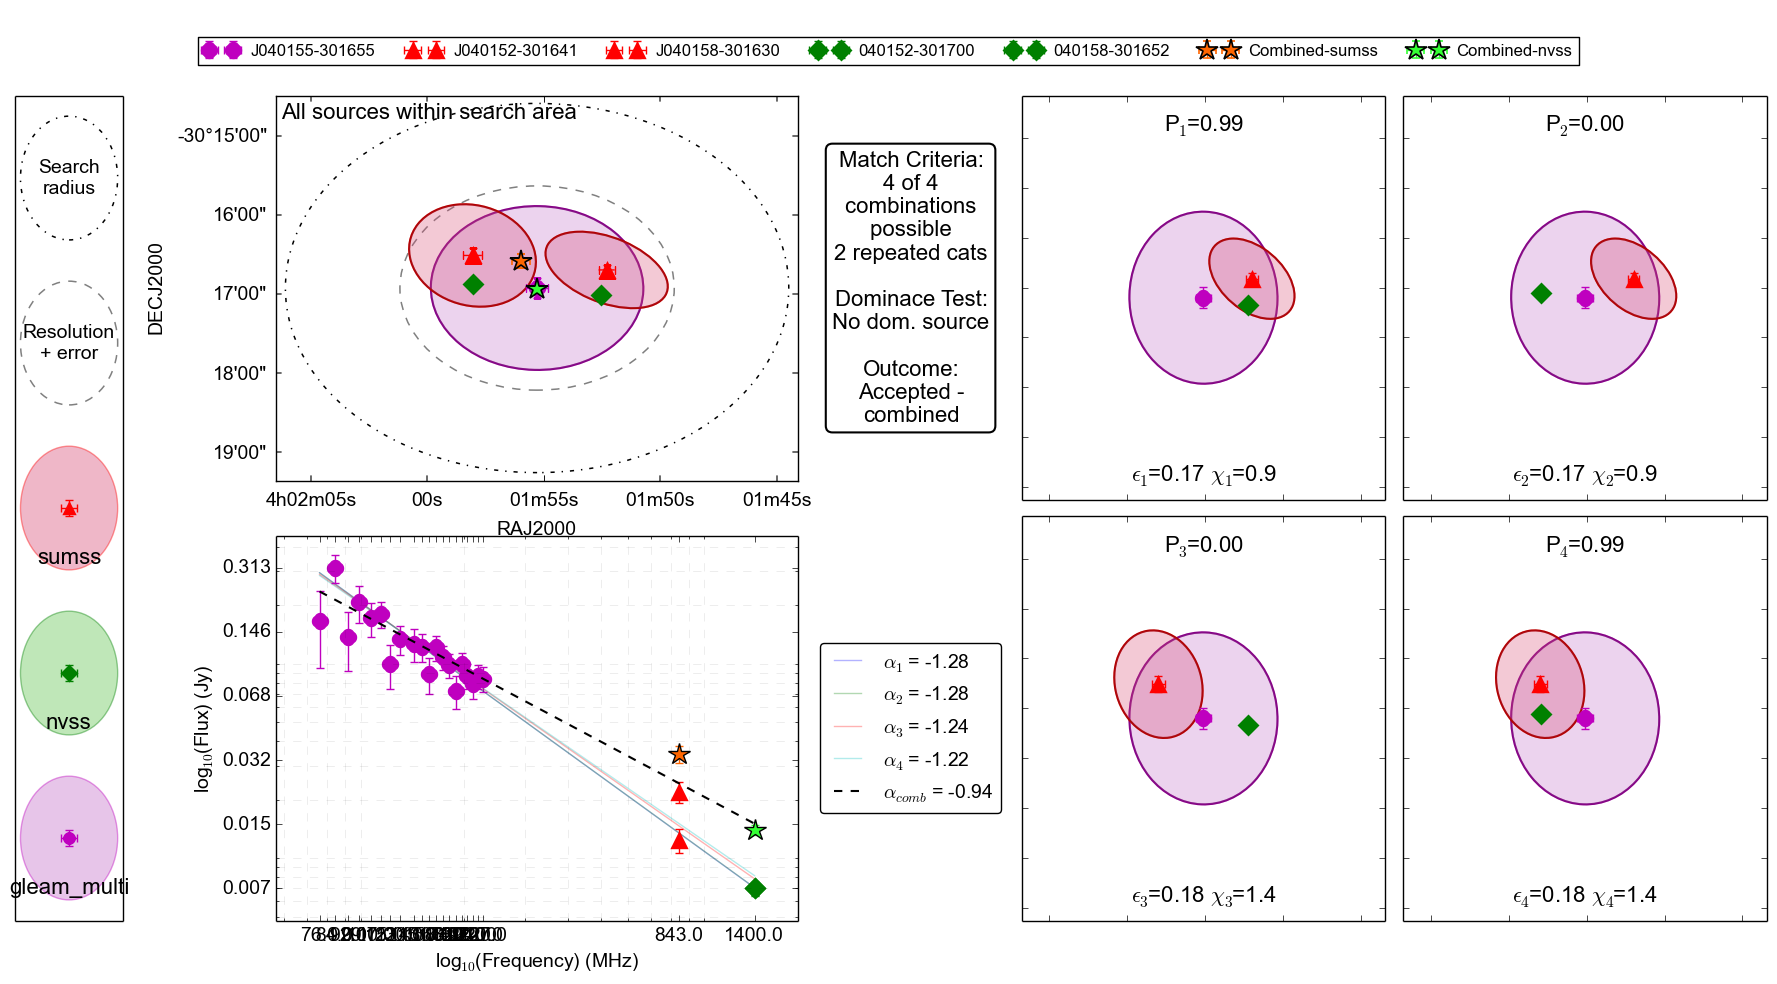 J040155-301655
J040152-301641
J040158-301630
040152-301700
040158-301652
Combined-sumss
Combined-nvss
Search
radius
Resolution
+ error
sumss
nvss
gleam_multi
All sources within search area
DECJ2000
-30°15'00"
16'00"
17'00"
18'00"
19'00"
4h02m05s
00s
01m55s
01m50s
01m45s
RAJ2000
Match Criteria:
4 of 4
combinations
possible
2 repeated cats
Dominace Test:
No dom. source
Outcome:
Accepted -
combined
P1=0.99
ϵ1=0.17 χ1=0.9
P2=0.00
ϵ2=0.17 χ2=0.9
log10(Flux) (Jy)
0.313
0.146
0.068
0.032
0.015
0.007
843.0
1400.0
log10(Frequency) (MHz)
α1 = -1.28
α2 = -1.28
α3 = -1.24
α4 = -1.22
αcomb = -0.94
P3=0.00
ϵ3=0.18 χ3=1.4
P4=0.99
ϵ4=0.18 χ4=1.4